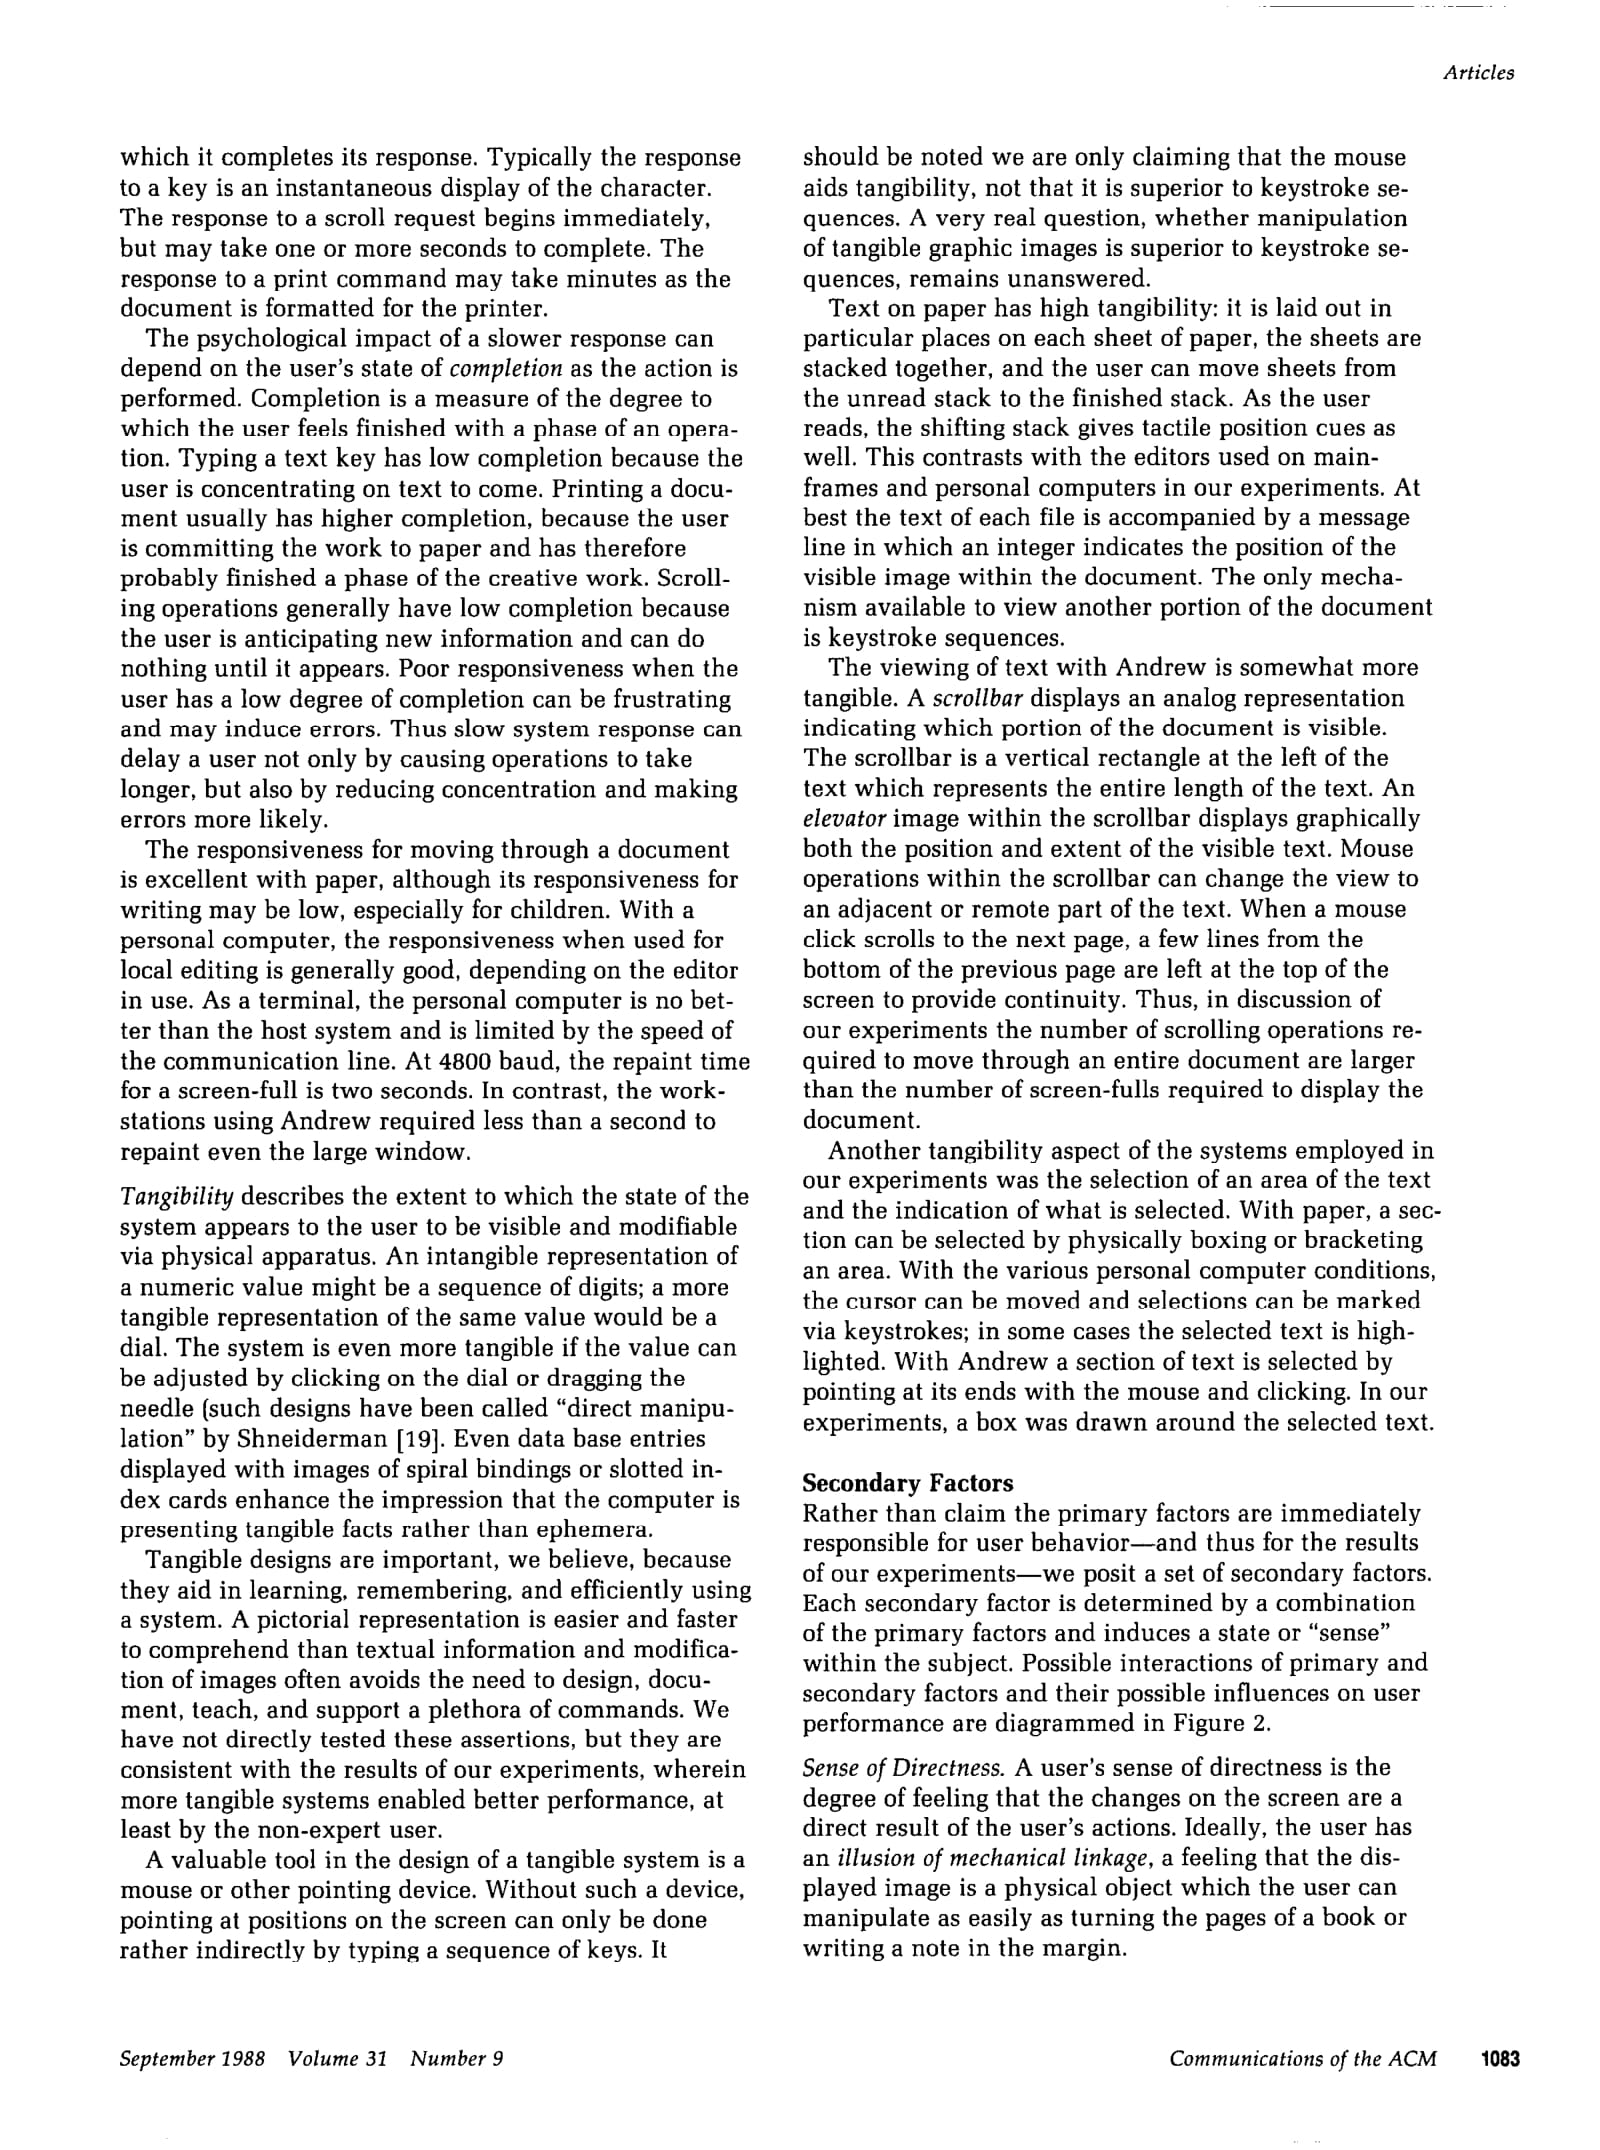 Articles
which it completes its response. Typically the response
to a key is an instantaneous display of the character.
The response to a scroll request begins immediately,
but may take one or more seconds to complete. The
response to a print command may take minutes as the
document is formatted for the printer.
The psychological impact of a slower response can
depend on the user's state of completion as the action is
performed. Completion is a measure of the degree to
which the user feels finished with a phase of an opera-
tion. Typing a text key has low completion because the
user is concentrating on text to come. Printing a docu-
ment usually has higher completion, because the user
is committing the work to paper and has therefore
probably finished a phase of the creative work. Scroll-
ing operations generally have low completion because
the user is anticipating new information and can do
nothing until it appears. Poor responsiveness when the
user has a low degree of completion can be frustrating
and may induce errors. Thus slow system response can
delay a user not only by causing operations to take
longer, but also by reducing concentration and making
errors more likely.
The responsiveness for moving through a document
is excellent with paper, although its responsiveness for
writing may be low, especially for children. With a
personal computer, the responsiveness when used for
local editing is generally good, depending on the editor
in use. As a terminal, the personal computer is no bet-
ter than the host system and is limited by the speed of
the communication line. At 4800 baud, the repaint time
for a screen-full is two seconds. In contrast, the work-
stations using Andrew required less than a second to
repaint even the large window.
Tangibility describes the extent to which the state of the
system appears to the user to be visible and modifiable
via physical apparatus. An intangible representation of
a numeric value might be a sequence of digits; a more
tangible representation of the same value would be a
dial. The system is even more tangible if the value can
be adjusted by clicking on the dial or dragging the
needle (such designs have been called “direct manipu-
lation” by Shneiderman [19]. Even data base entries
displayed with images of spiral bindings or slotted in-
dex cards enhance the impression that the computer is
presenting tangible facts rather than ephemera.
Tangible designs are important, we believe, because
they aid in learning, remembering, and efficiently using
a system. A pictorial representation is easier and faster
to comprehend than textual information and modifica-
tion of images often avoids the need to design, docu-
ment, teach, and support a plethora of commands. We
have not directly tested these assertions, but they are
consistent with the results of our experiments, wherein
more tangible systems enabled better performance, at
least by the non-expert user.
A valuable tool in the design of a tangible system is a
mouse or other pointing device. Without such a device,
pointing at positions on the screen can only be done
rather indirectly by typing a sequence of keys. It
should be noted we are only claiming that the mouse
aids tangibility, not that it is superior to keystroke se-
quences. A very real question, whether manipulation
of tangible graphic images is superior to keystroke se-
quences, remains unanswered.
Text on paper has high tangibility: it is laid out in
particular places on each sheet of paper, the sheets are
stacked together, and the user can move sheets from
the unread stack to the finished stack. As the user
reads, the shifting stack gives tactile position cues as
well. This contrasts with the editors used on main-
frames and personal computers in our experiments. At
best the text of each file is accompanied by a message
line in which an integer indicates the position of the
visible image within the document. The only mecha-
nism available to view another portion of the document
is keystroke sequences.
The viewing of text with Andrew is somewhat more
tangible. A scrollbar displays an analog representation
indicating which portion of the document is visible.
The scrollbar is a vertical rectangle at the left of the
text which represents the entire length of the text. An
elevator image within the scrollbar displays graphically
both the position and extent of the visible text. Mouse
operations within the scrollbar can change the view to
an adjacent or remote part of the text. When a mouse
click scrolls to the next page, a few lines from the
bottom of the previous page are left at the top of the
screen to provide continuity. Thus, in discussion of
our experiments the number of scrolling operations re-
quired to move through an entire document are larger
than the number of screen-fulls required to display the
document.
Another tangibility aspect of the systems employed in
our experiments was the selection of an area of the text
and the indication of what is selected. With paper, a sec-
tion can be selected by physically boxing or bracketing
an area. With the various personal computer conditions,
the cursor can be moved and selections can be marked
via keystrokes; in some cases the selected text is high-
lighted. With Andrew a section of text is selected by
pointing at its ends with the mouse and clicking. In our
experiments, a box was drawn around the selected text.
Secondary Factors
Rather than claim the primary factors are immediately
responsible for user behavior—and thus for the results
of our experiments—we posit a set of secondary factors.
Each secondary factor is determined by a combination
of the primary factors and induces a state or “sense”
within the subject. Possible interactions of primary and
secondary factors and their possible influences on user
performance are diagrammed in Figure 2.
Sense of Directness. A user's sense of directness is the
degree of feeling that the changes on the screen are a
direct result of the user's actions. Ideally, the user has
an illusion of mechanical linkage, a feeling that the dis-
played image is a physical object which the user can
manipulate as easily as turning the pages of a book or
writing a note in the margin.
September 1988 Volume 31 Number 9
Communications of the ACM 1083